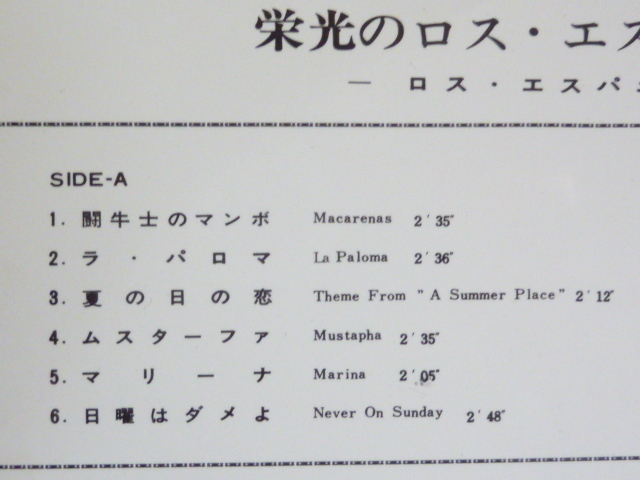 栄光のロス・エス
— ロス・エスパ
SIDE-A
1. 闘牛士のマンボ Macarenas 2′35″
2. ラ・パロマ La Paloma 2′36″
3. 夏の日の恋 Theme From "A Summer Place" 2′12″
4. ムスターファ Mustapha 2′35″
5. マリーナ Marina 2′05″
6. 日曜はダメよ Never On Sunday 2′48″